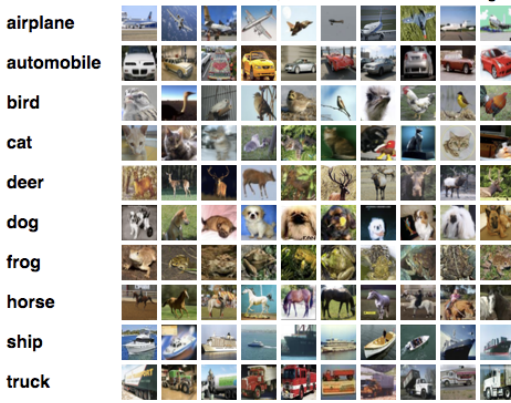 airplane
automobile
bird
cat
deer
dog
frog
horse
ship
truck